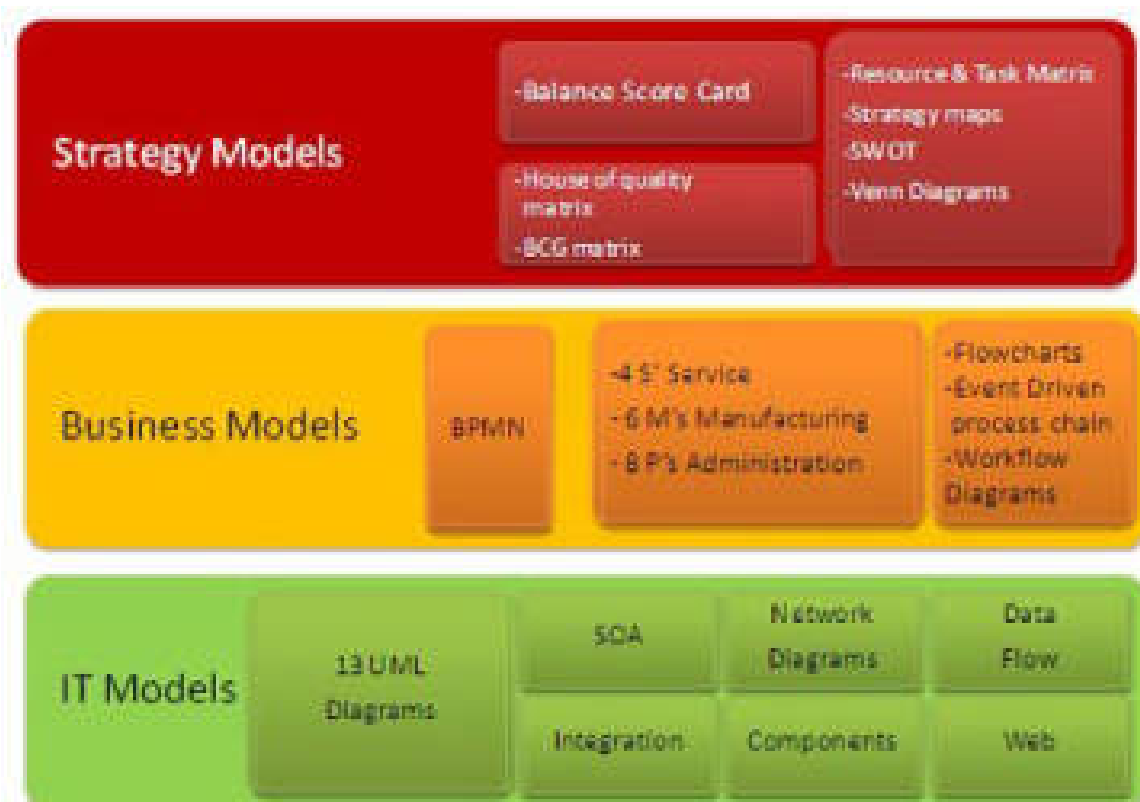 Strategy Models
-Balance Score Card
-House of quality
matrix
-BCG matrix
-Resource & Task Matrix
-Strategy maps
-SWOT
-Venn Diagrams
Business Models
BPMN
-4 S' Service
- 6 M's Manufacturing
- 8 P's Administration
-Flowcharts
-Event Driven
process chain
-Workflow
Diagrams
IT Models
13 UML
Diagrams
SOA
Network
Diagrams
Data
Flow
Integration
Components
Web